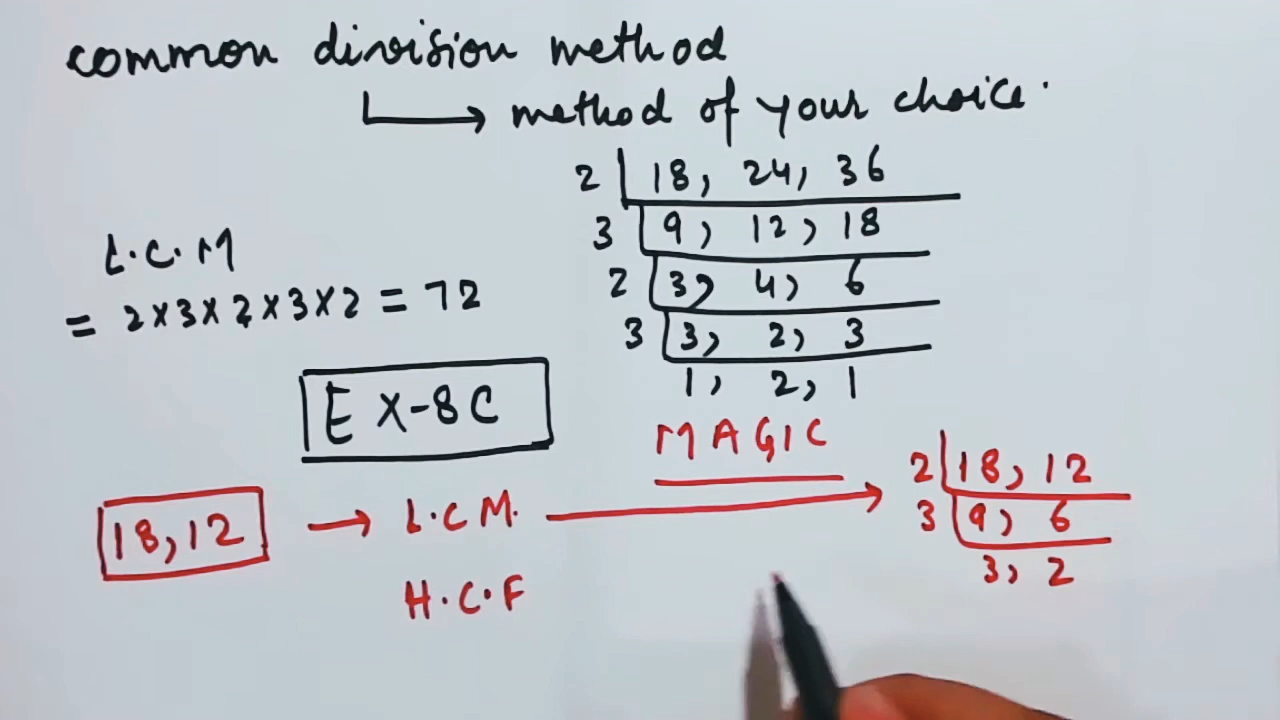 common division method
method of your choice.
2 | 18, 24, 36
3 | 9, 12, 18
2 | 3, 4, 6
3 | 3, 2, 3
1, 2, 1
L.C.M
= 2×3×2×3×2 = 72
EX-8C
MAGIC
18,12 → L.C.M.
H.C.F
2 | 18, 12
3 | 9, 6
3, 2